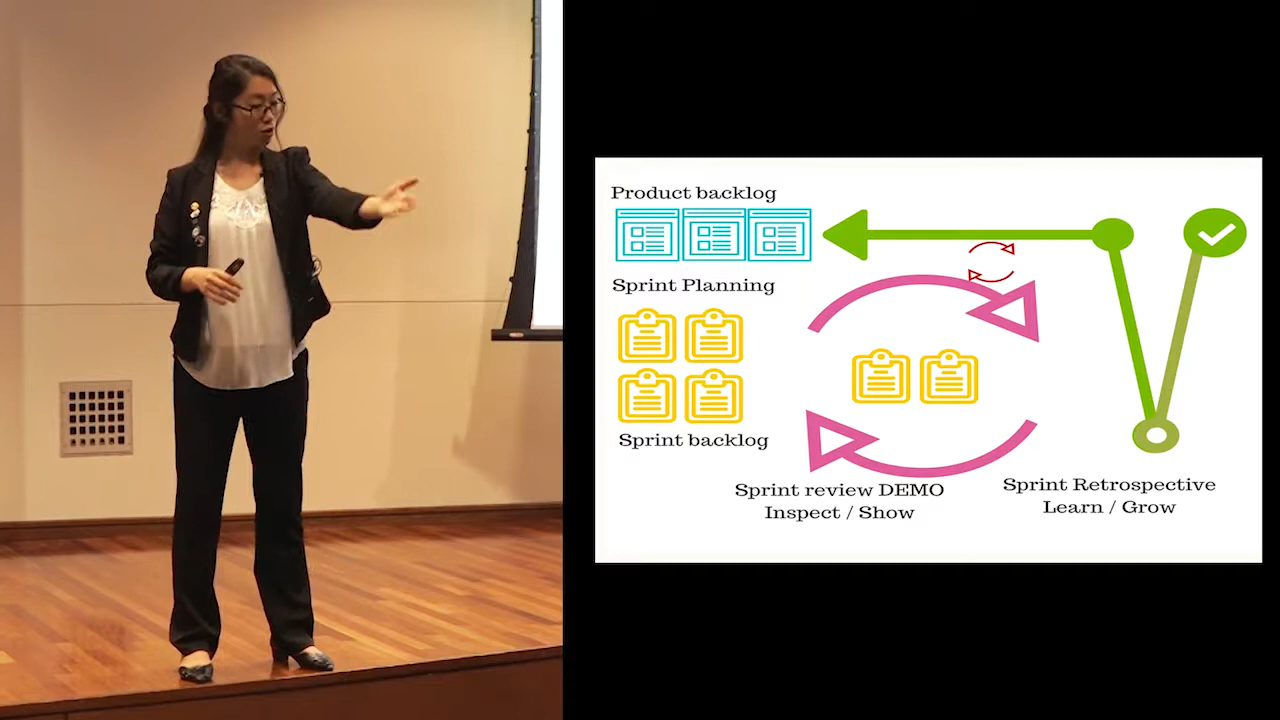 Product backlog
Sprint Planning
Sprint backlog
Sprint review DEMO
Inspect / Show
Sprint Retrospective
Learn / Grow